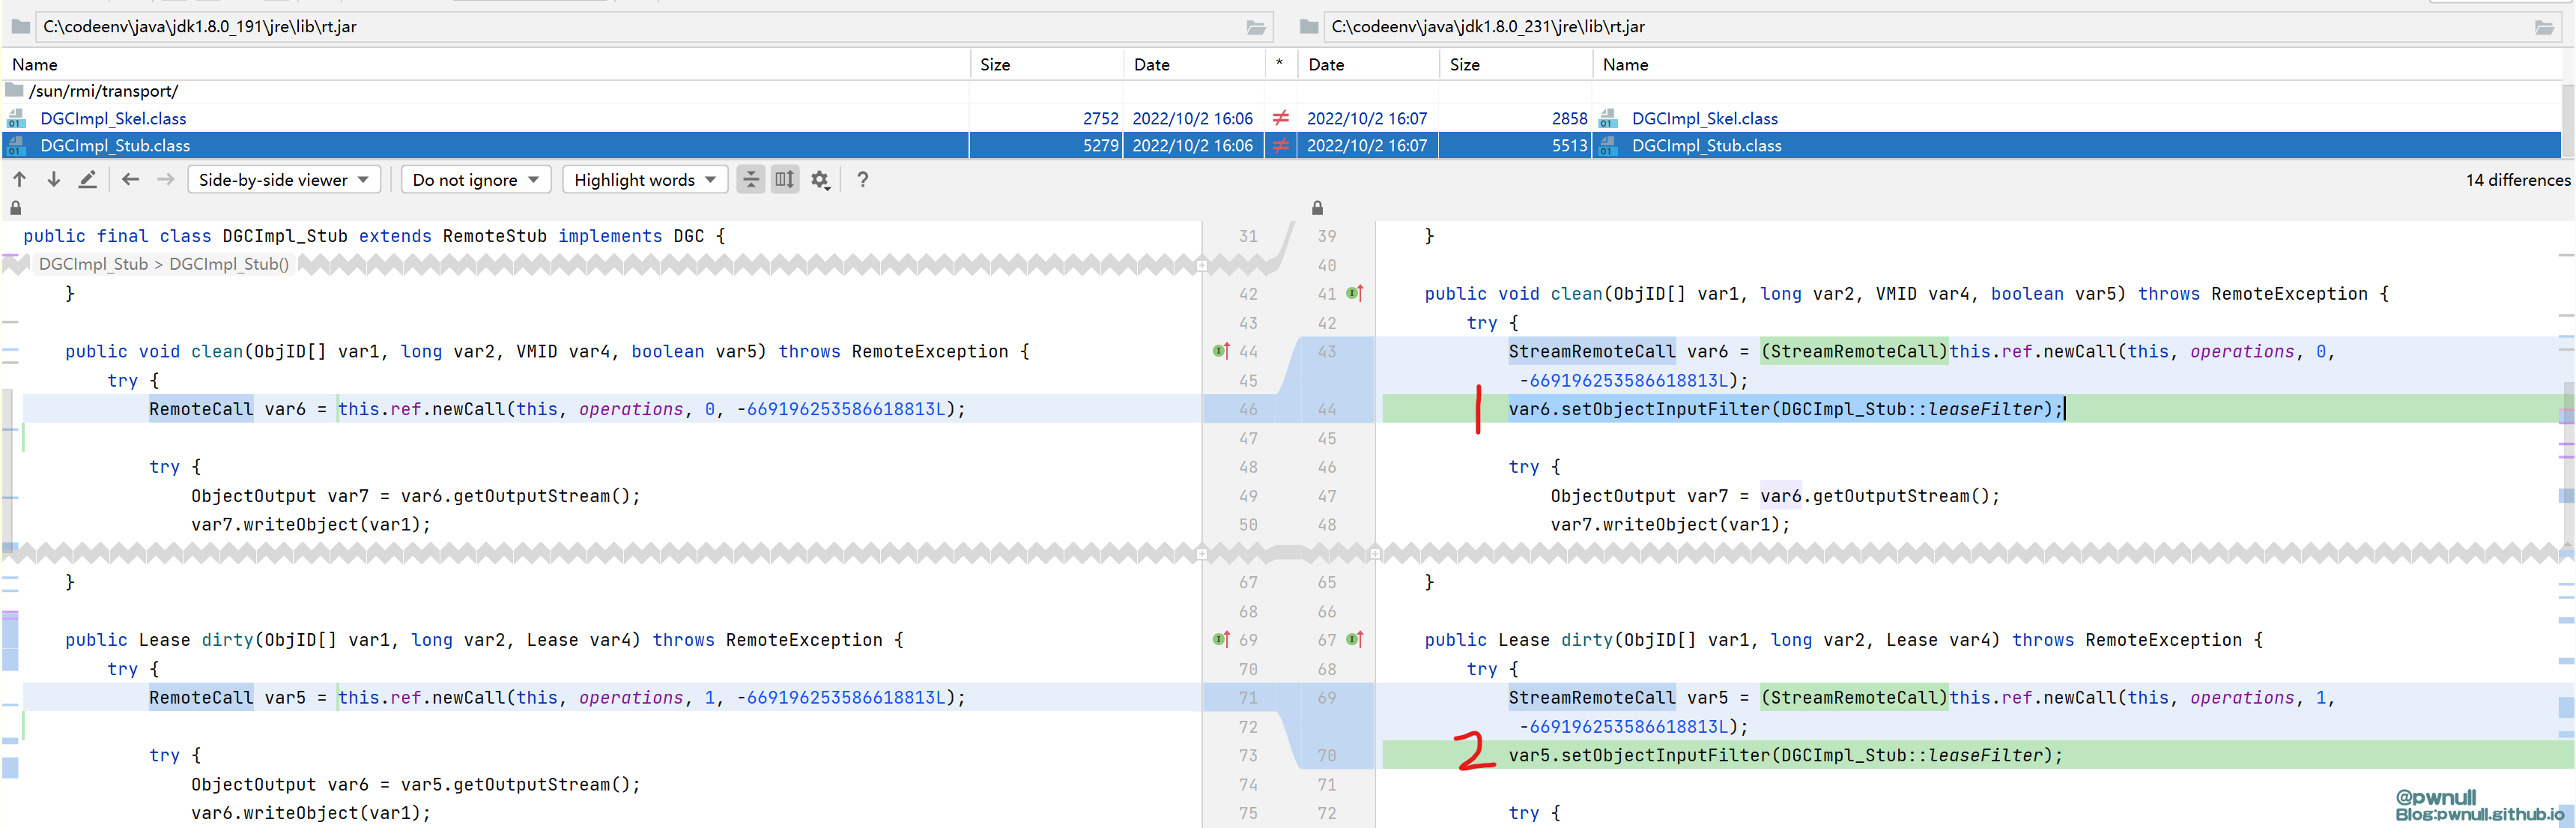 C:\codeenv\java\jdk1.8.0_191\jre\lib\rt.jar
C:\codeenv\java\jdk1.8.0_231\jre\lib\rt.jar
Name Size Date * Date Size Name
/sun/rmi/transport/
DGCImpl_Skel.class 2752 2022/10/2 16:06 ≠ 2022/10/2 16:07 2858 01 DGCImpl_Skel.class
DGCImpl_Stub.class 5279 2022/10/2 16:06 ≠ 2022/10/2 16:07 5513 01 DGCImpl_Stub.class
Side-by-side viewer Do not ignore Highlight words ? 14 differences
public final class DGCImpl_Stub extends RemoteStub implements DGC { 31
DGCImpl_Stub > DGCImpl_Stub()
} 42
43
public void clean(ObjID[] var1, long var2, VMID var4, boolean var5) throws RemoteException { 44
try { 45
RemoteCall var6 = this.ref.newCall(this, operations, 0, -669196253586618813L); 46
47
try { 48
ObjectOutput var7 = var6.getOutputStream(); 49
var7.writeObject(var1); 50
} 67
68
public Lease dirty(ObjID[] var1, long var2, Lease var4) throws RemoteException { 69
try { 70
RemoteCall var5 = this.ref.newCall(this, operations, 1, -669196253586618813L); 71
72
try { 73
ObjectOutput var6 = var5.getOutputStream(); 74
var6.writeObject(var1); 75
39 }
40
41 public void clean(ObjID[] var1, long var2, VMID var4, boolean var5) throws RemoteException {
42 try {
43 StreamRemoteCall var6 = (StreamRemoteCall)this.ref.newCall(this, operations, 0,
-669196253586618813L);
44 1 var6.setObjectInputFilter(DGCImpl_Stub::leaseFilter);
45
46 try {
47 ObjectOutput var7 = var6.getOutputStream();
48 var7.writeObject(var1);
65 }
66
67 public Lease dirty(ObjID[] var1, long var2, Lease var4) throws RemoteException {
68 try {
69 StreamRemoteCall var5 = (StreamRemoteCall)this.ref.newCall(this, operations, 1,
-669196253586618813L);
70 2 var5.setObjectInputFilter(DGCImpl_Stub::leaseFilter);
71
72 try {
@pwnull
Blog:pwnull.github.io